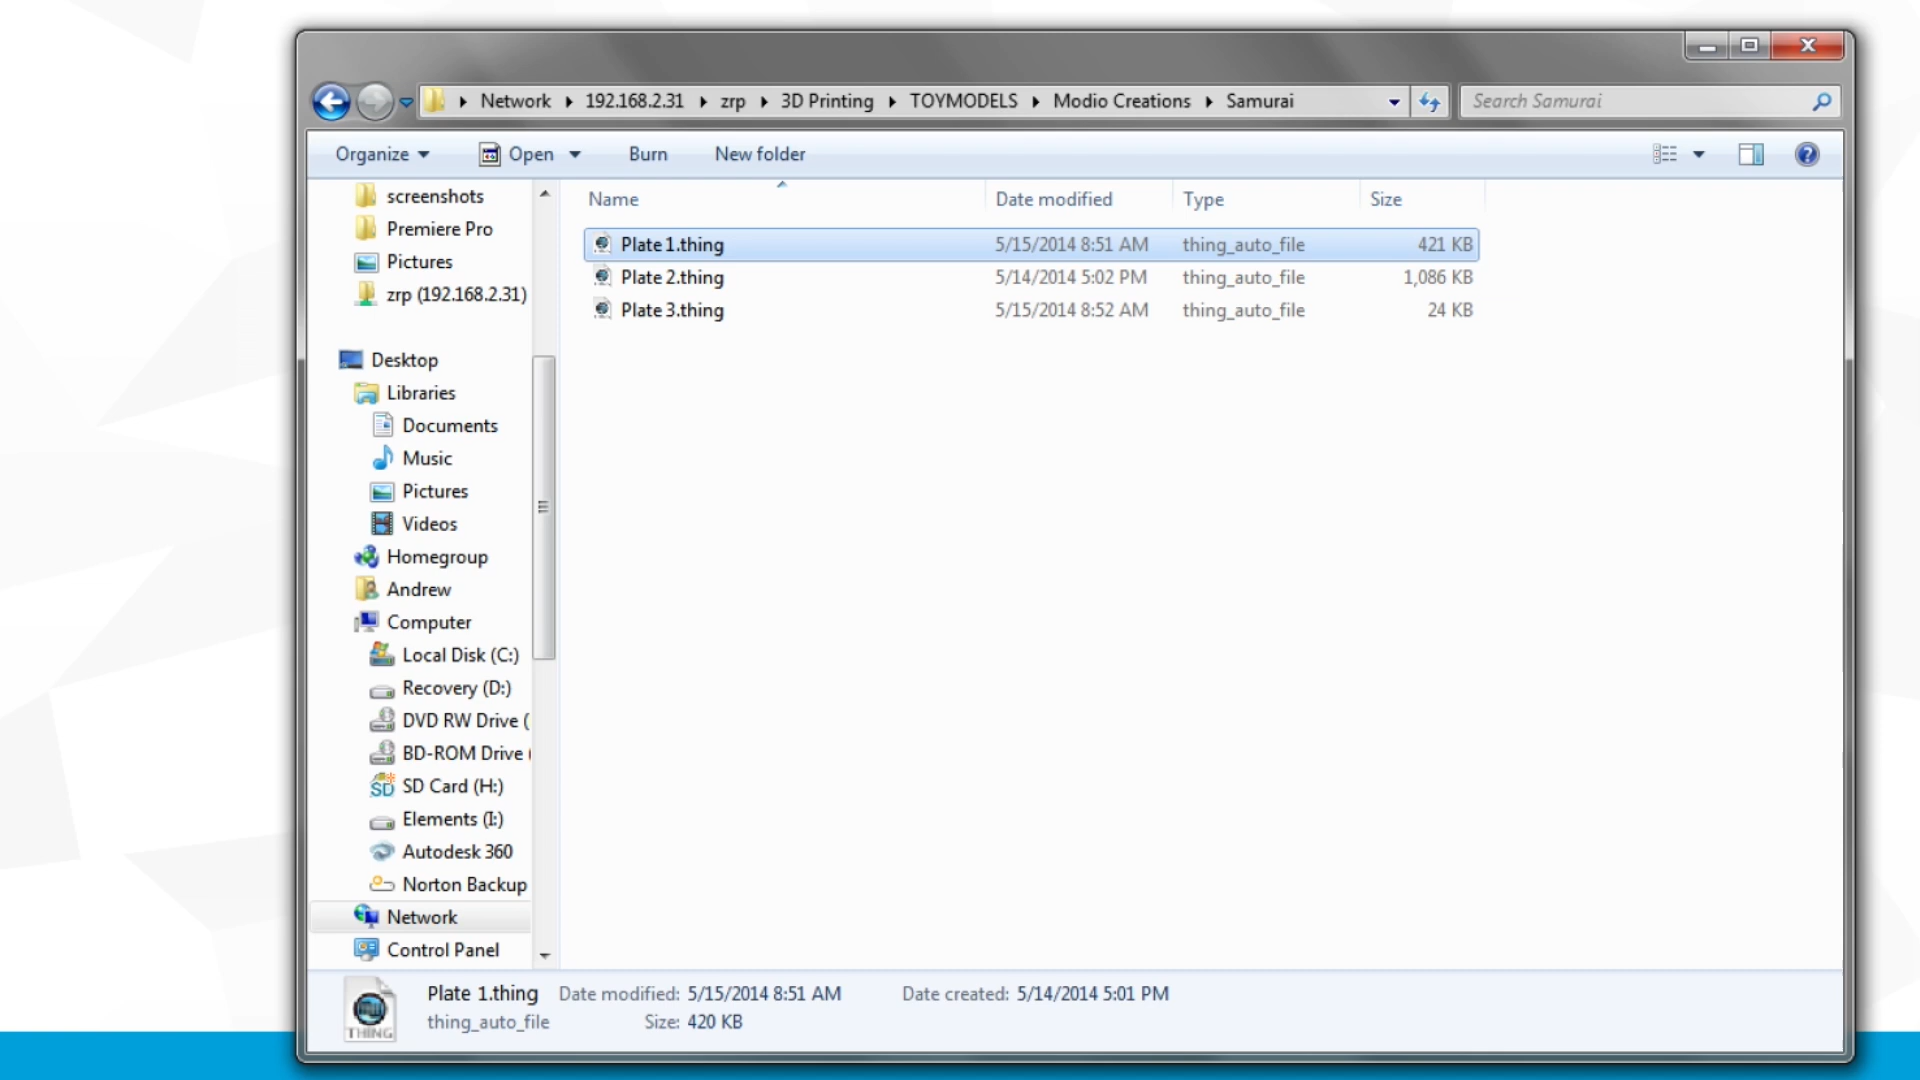 Network ▸ 192.168.2.31 ▸ zrp ▸ 3D Printing ▸ TOYMODELS ▸ Modio Creations ▸ Samurai
Search Samurai
Organize Open Burn New folder
screenshots
Premiere Pro
Pictures
zrp (192.168.2.31)
Desktop
Libraries
Documents
Music
Pictures
Videos
Homegroup
Andrew
Computer
Local Disk (C:)
Recovery (D:)
DVD RW Drive (
BD-ROM Drive
SD Card (H:)
Elements (I:)
Autodesk 360
Norton Backup
Network
Control Panel
Name Date modified Type Size
Plate 1.thing 5/15/2014 8:51 AM thing_auto_file 421 KB
Plate 2.thing 5/14/2014 5:02 PM thing_auto_file 1,086 KB
Plate 3.thing 5/15/2014 8:52 AM thing_auto_file 24 KB
THING
Plate 1.thing Date modified: 5/15/2014 8:51 AM Date created: 5/14/2014 5:01 PM
thing_auto_file Size: 420 KB